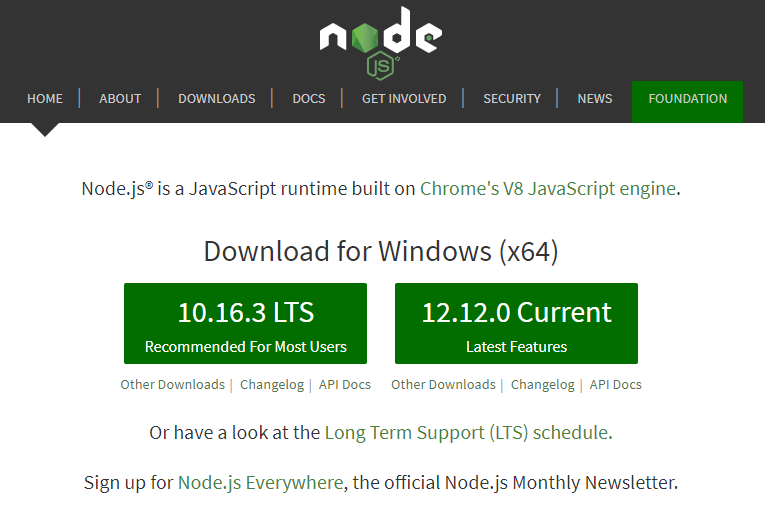 node
JS
HOME | ABOUT | DOWNLOADS | DOCS | GET INVOLVED | SECURITY | NEWS FOUNDATION
Node.js® is a JavaScript runtime built on Chrome's V8 JavaScript engine.
Download for Windows (x64)
10.16.3 LTS 12.12.0 Current
Recommended For Most Users Latest Features
Other Downloads | Changelog | API Docs Other Downloads | Changelog | API Docs
Or have a look at the Long Term Support (LTS) schedule.
Sign up for Node.js Everywhere, the official Node.js Monthly Newsletter.